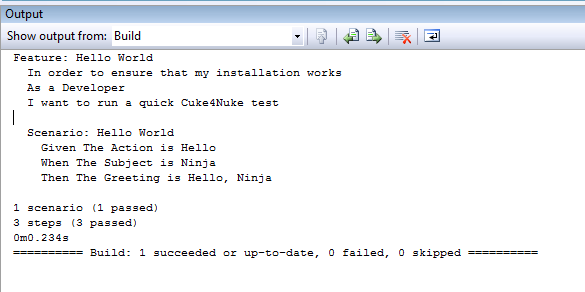 Output
Show output from: Build
Feature: Hello World
In order to ensure that my installation works
As a Developer
I want to run a quick Cuke4Nuke test
Scenario: Hello World
Given The Action is Hello
When The Subject is Ninja
Then The Greeting is Hello, Ninja
1 scenario (1 passed)
3 steps (3 passed)
0m0.234s
========== Build: 1 succeeded or up-to-date, 0 failed, 0 skipped ==========